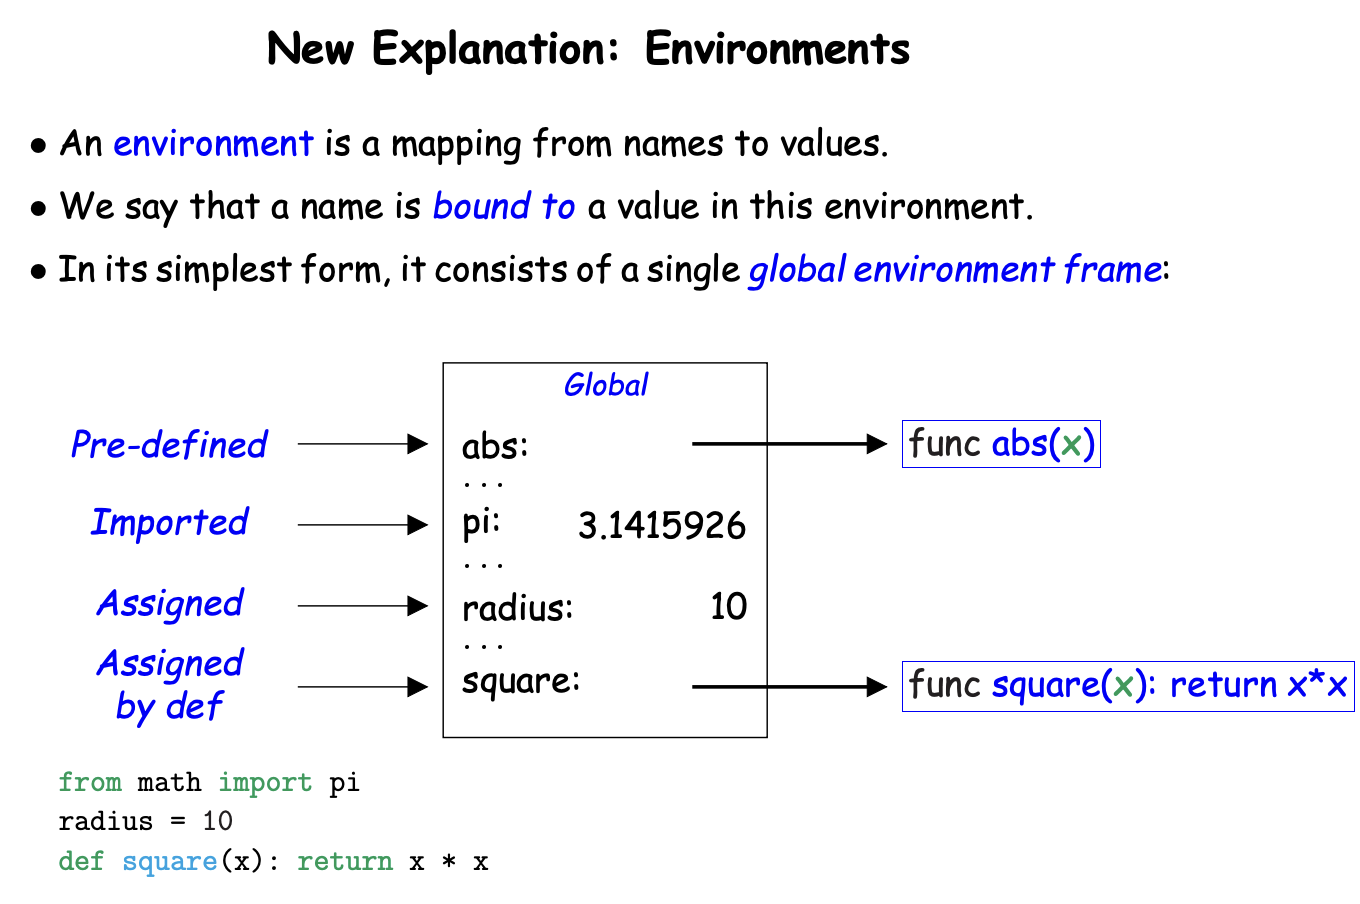 New Explanation: Environments
• An environment is a mapping from names to values.
• We say that a name is bound to a value in this environment.
• In its simplest form, it consists of a single global environment frame:
Global
Pre-defined
abs:
func abs(x)
. . .
Imported
pi: 3.1415926
. . .
Assigned
radius: 10
. . .
Assigned
by def
square:
func square(x): return x*x
from math import pi
radius = 10
def square(x): return x * x